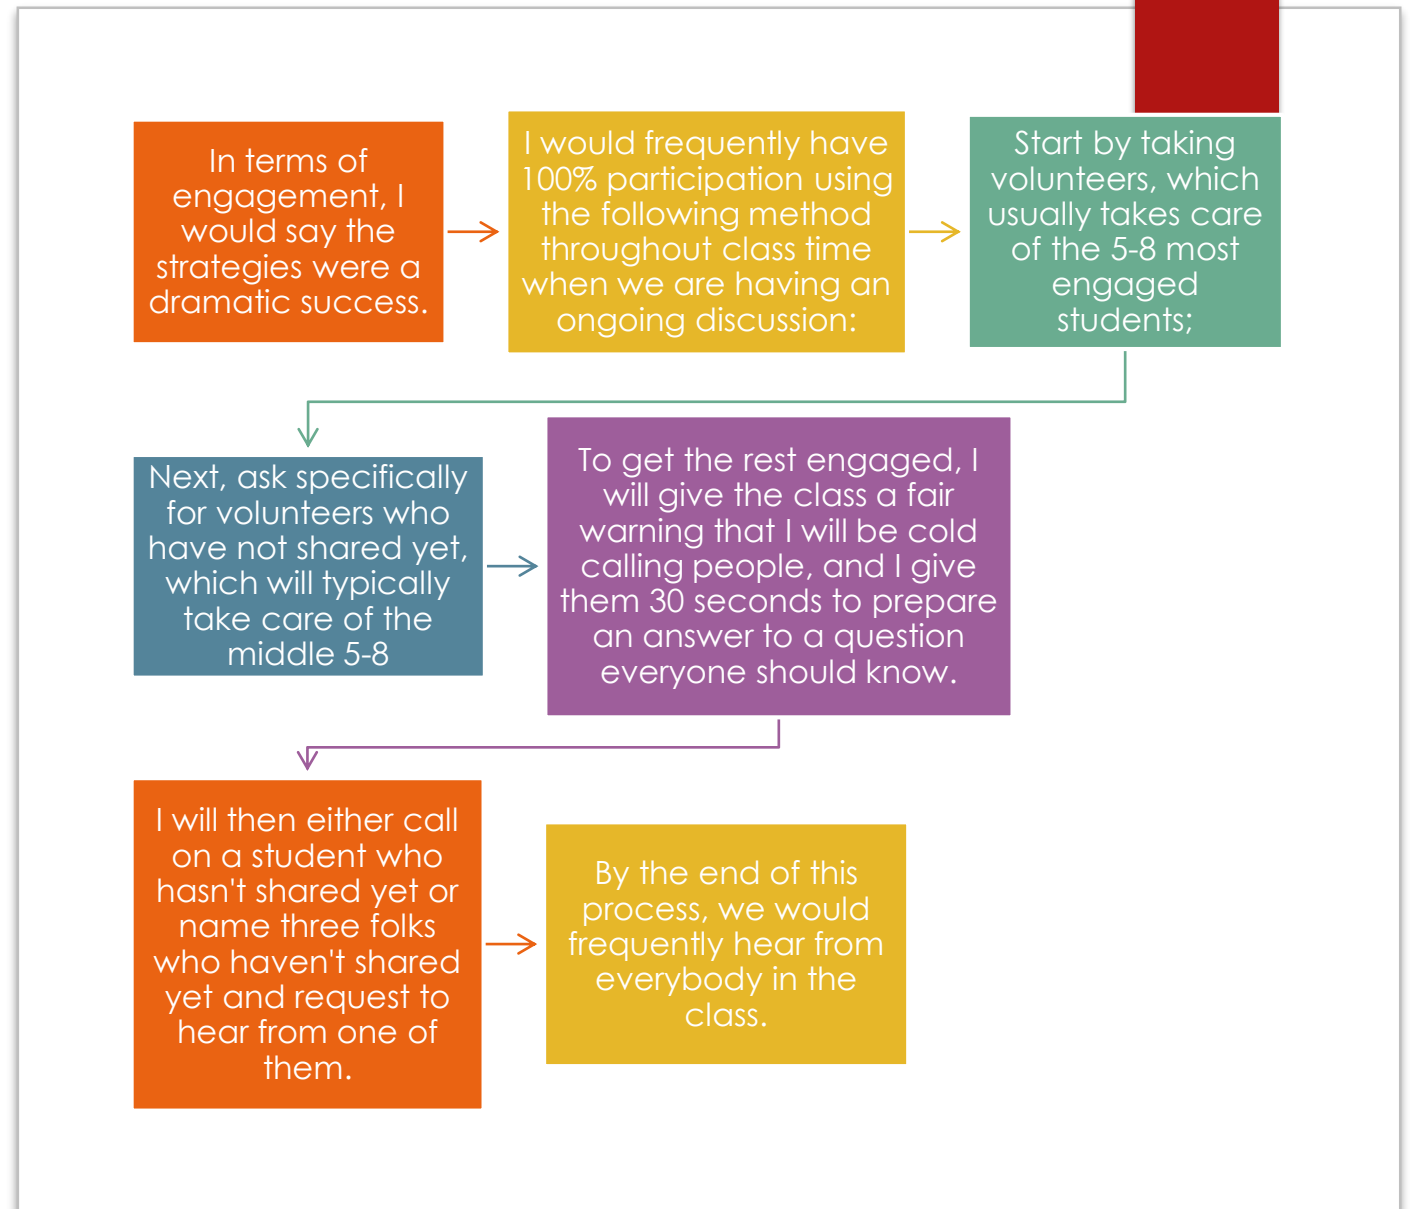 In terms of
engagement, I
would say the
strategies were a
dramatic success.
I would frequently have
100% participation using
the following method
throughout class time
when we are having an
ongoing discussion:
Start by taking
volunteers, which
usually takes care
of the 5-8 most
engaged
students;
Next, ask specifically
for volunteers who
have not shared yet,
which will typically
take care of the
middle 5-8
To get the rest engaged, I
will give the class a fair
warning that I will be cold
calling people, and I give
them 30 seconds to prepare
an answer to a question
everyone should know.
I will then either call
on a student who
hasn't shared yet or
name three folks
who haven't shared
yet and request to
hear from one of
them.
By the end of this
process, we would
frequently hear from
everybody in the
class.